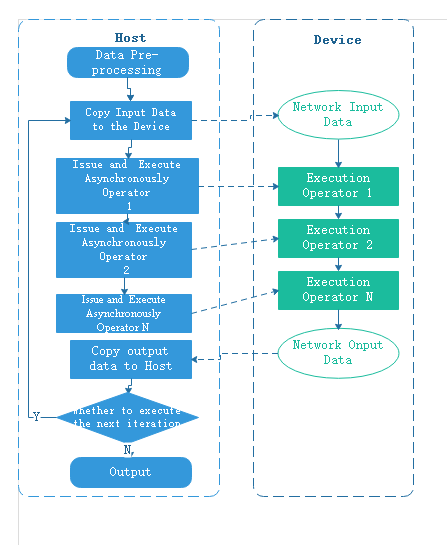 Host
Data Pre-
processing
Copy Input Data
to the Device
Issue and Execute
Asynchronously
Operator
1
Issue and Execute
Asynchronously
Operator
2
Issue and Execute
Asynchronously
Operator N
Copy output
data to Host
Whether to execute
the next iteration
Y
N
Output
Device
Network Input
Data
Execution
Operator 1
Execution
Operator 2
Execution
Operator N
Network Onput
Data